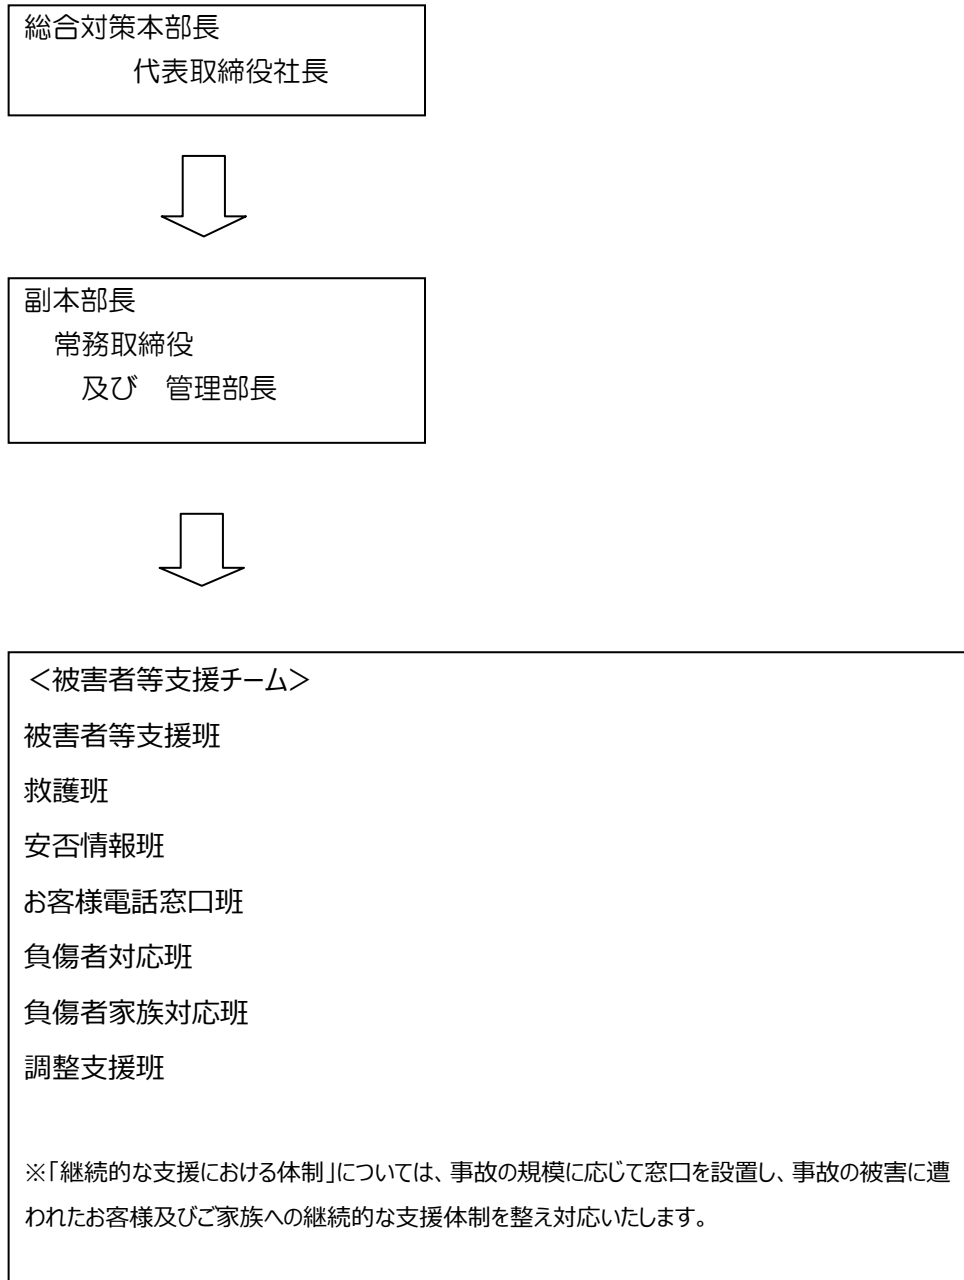 総合対策本部長
代表取締役社長
副本部長
常務取締役
及び　管理部長
＜被害者等支援チーム＞
被害者等支援班
救護班
安否情報班
お客様電話窓口班
負傷者対応班
負傷者家族対応班
調整支援班
※「継続的な支援における体制」については、事故の規模に応じて窓口を設置し、事故の被害に遭
われたお客様及びご家族への継続的な支援体制を整え対応いたします。